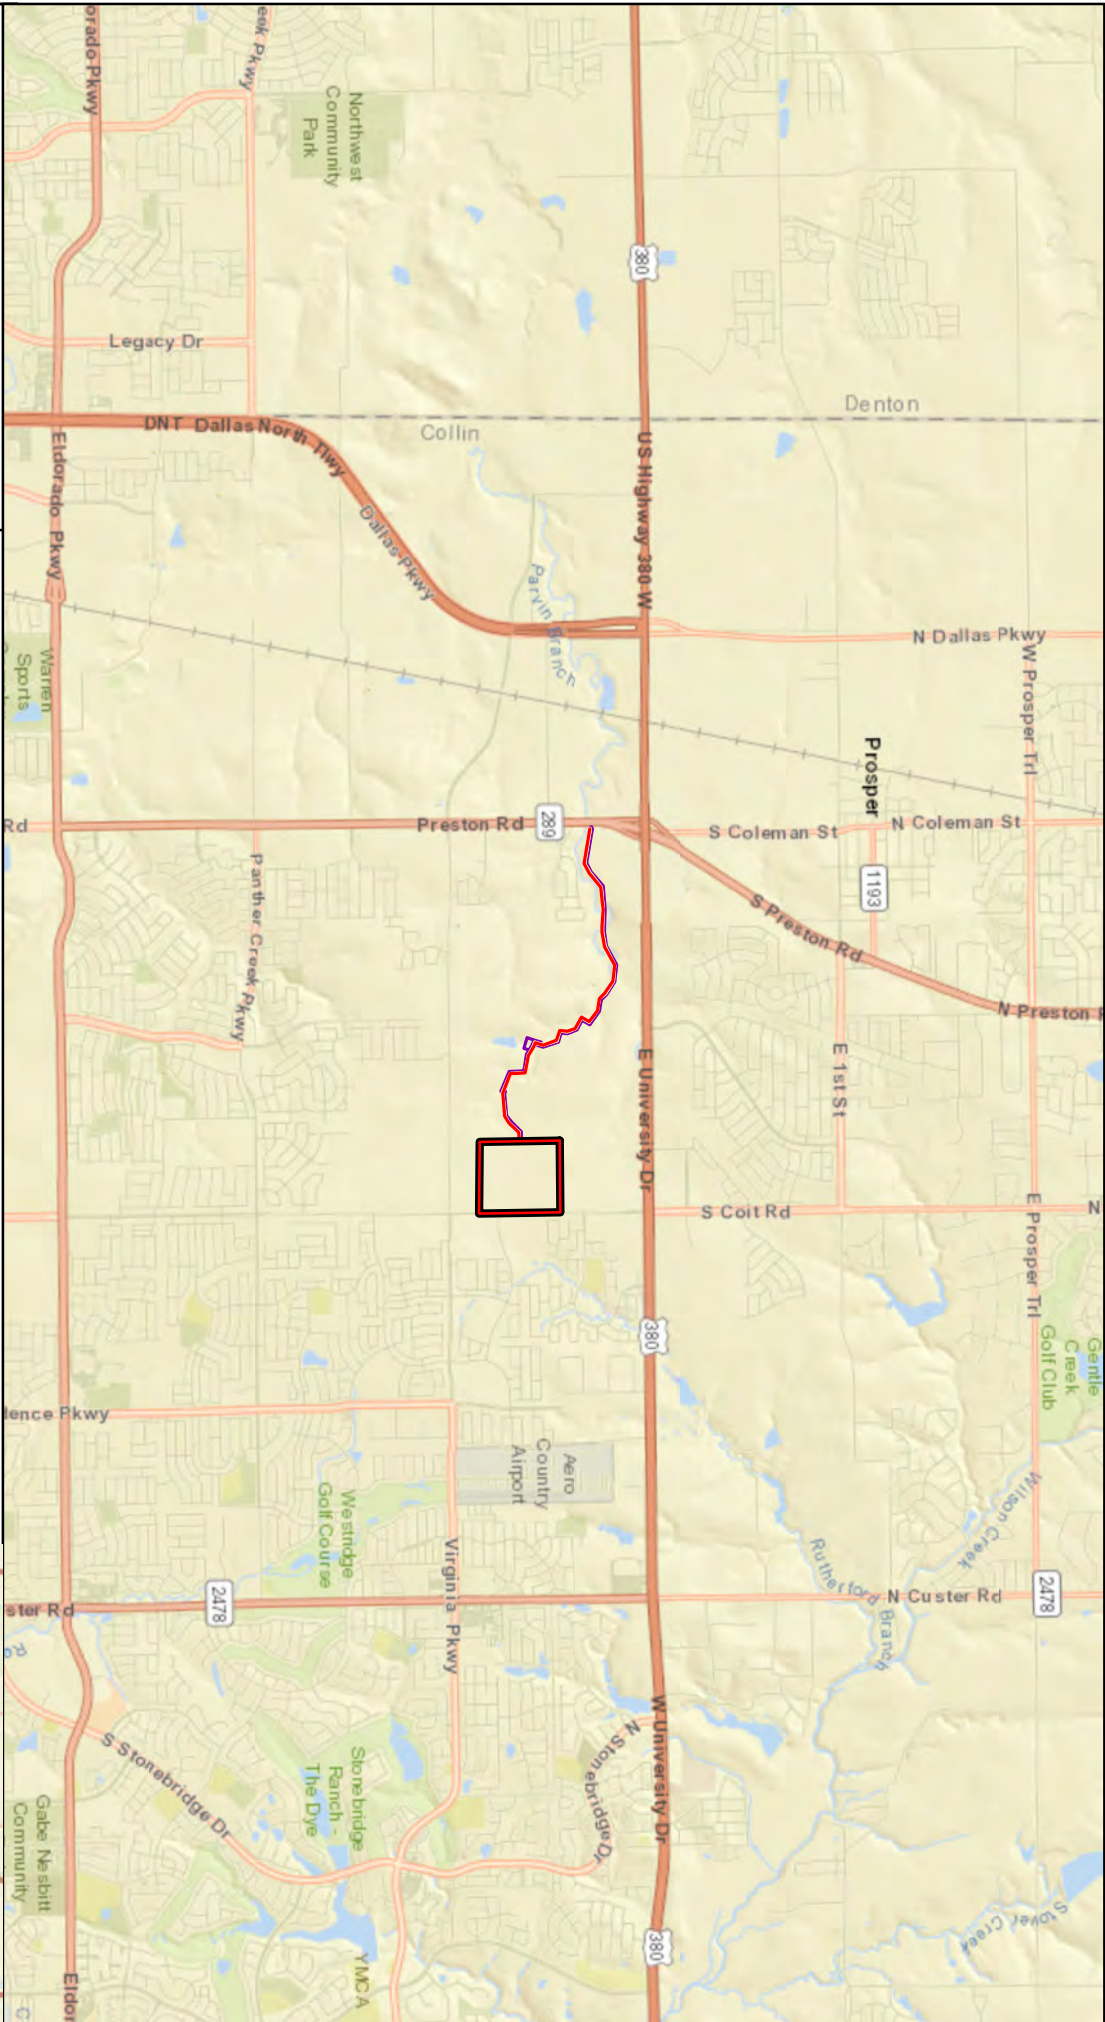 orado Pkwy
eek Pkwy
Northwest
Community
Park
380
Legacy Dr
Denton
Collin
DNT Dallas North Tlwy
Dallas Pkwy
Eldorado Pkwy
US Highway 380 W
Parvin Branch
N Dallas Pkwy
W Prosper Trl
Warren
Sports
Prosper
Rd
Preston Rd
289
S Coleman St
N Coleman St
1193
Panther Creek Pkwy
S Preston Rd
N Preston R
E 1st St
E University Dr
S Coit Rd
N
E Prosper Trl
380
Gentle
Creek
Golf Club
dence Pkwy
Aero
Country
Airport
Westridge
Golf Course
Wilson Creek
Rutherford Branch
Virginia Pkwy
2478
N Custer Rd
2478
ster Rd
W University Dr
N Stonebridge Dr
S Stonebridge Dr
Stonebridge
Ranch -
The Dye
Gabe Nesbitt
Community
YMCA
Stover Creek
380
Eldor
C